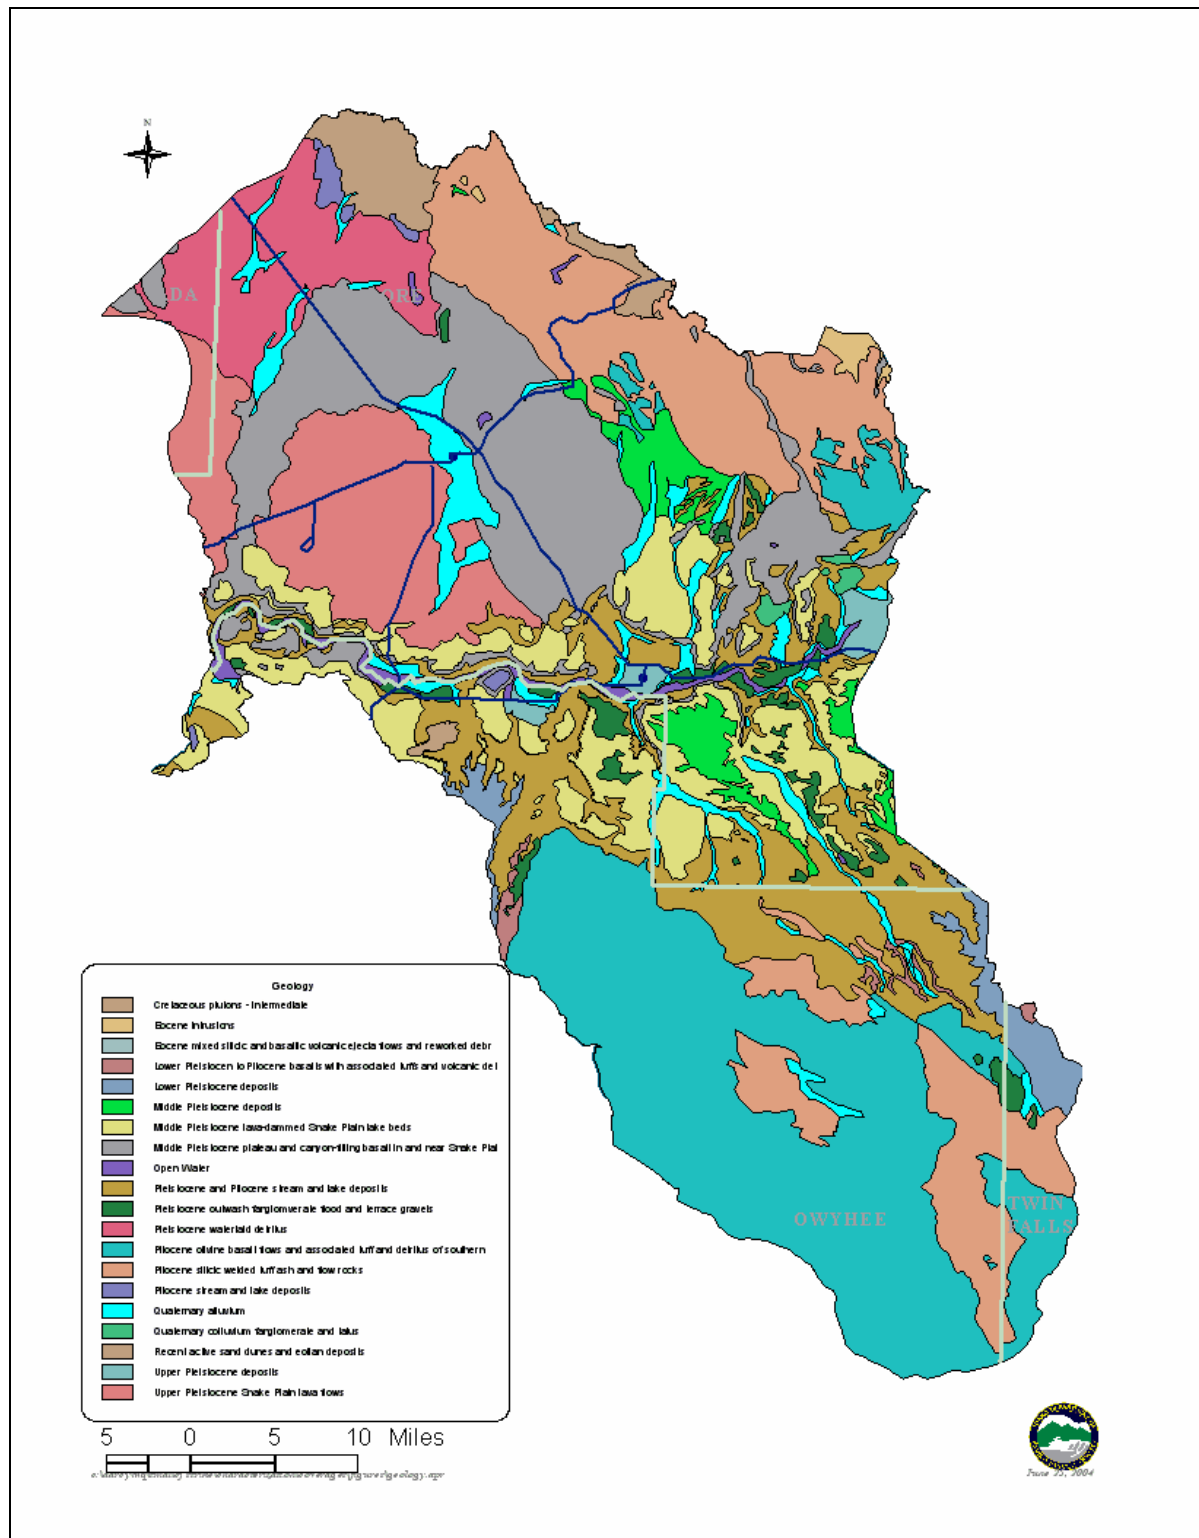 N
DA
ORE
OWYHEE
TWIN
FALLS
Geology
Cretaceous plutons - Intermediate
Eocene Intrusions
Eocene mixed silicic and basaltic volcanic ejecta flows and reworked debr
Lower Pleistocen to Pliocene basalts with associated tuffs and volcanic det
Lower Pleistocene deposits
Middle Pleistocene deposits
Middle Pleistocene lava-dammed Snake Plain lake beds
Middle Pleistocene plateau and canyon-filling basalt in and near Snake Plai
Open Water
Pleistocene and Pliocene stream and lake deposits
Pleistocene outwash fanglomverate flood and terrace gravels
Pleistocene waterlaid detritus
Pliocene olivine basalt flows and associated tuff and detritus of southern
Pliocene silicic welded tuff ash and flow rocks
Pliocene stream and lake deposits
Quaternary alluvium
Quaternary colluvium fanglomerate and talus
Recent active sand dunes and eolian deposits
Upper Pleistocene deposits
Upper Pleistocene Snake Plain lava flows
5 0 5 10 Miles
June 25, 2004